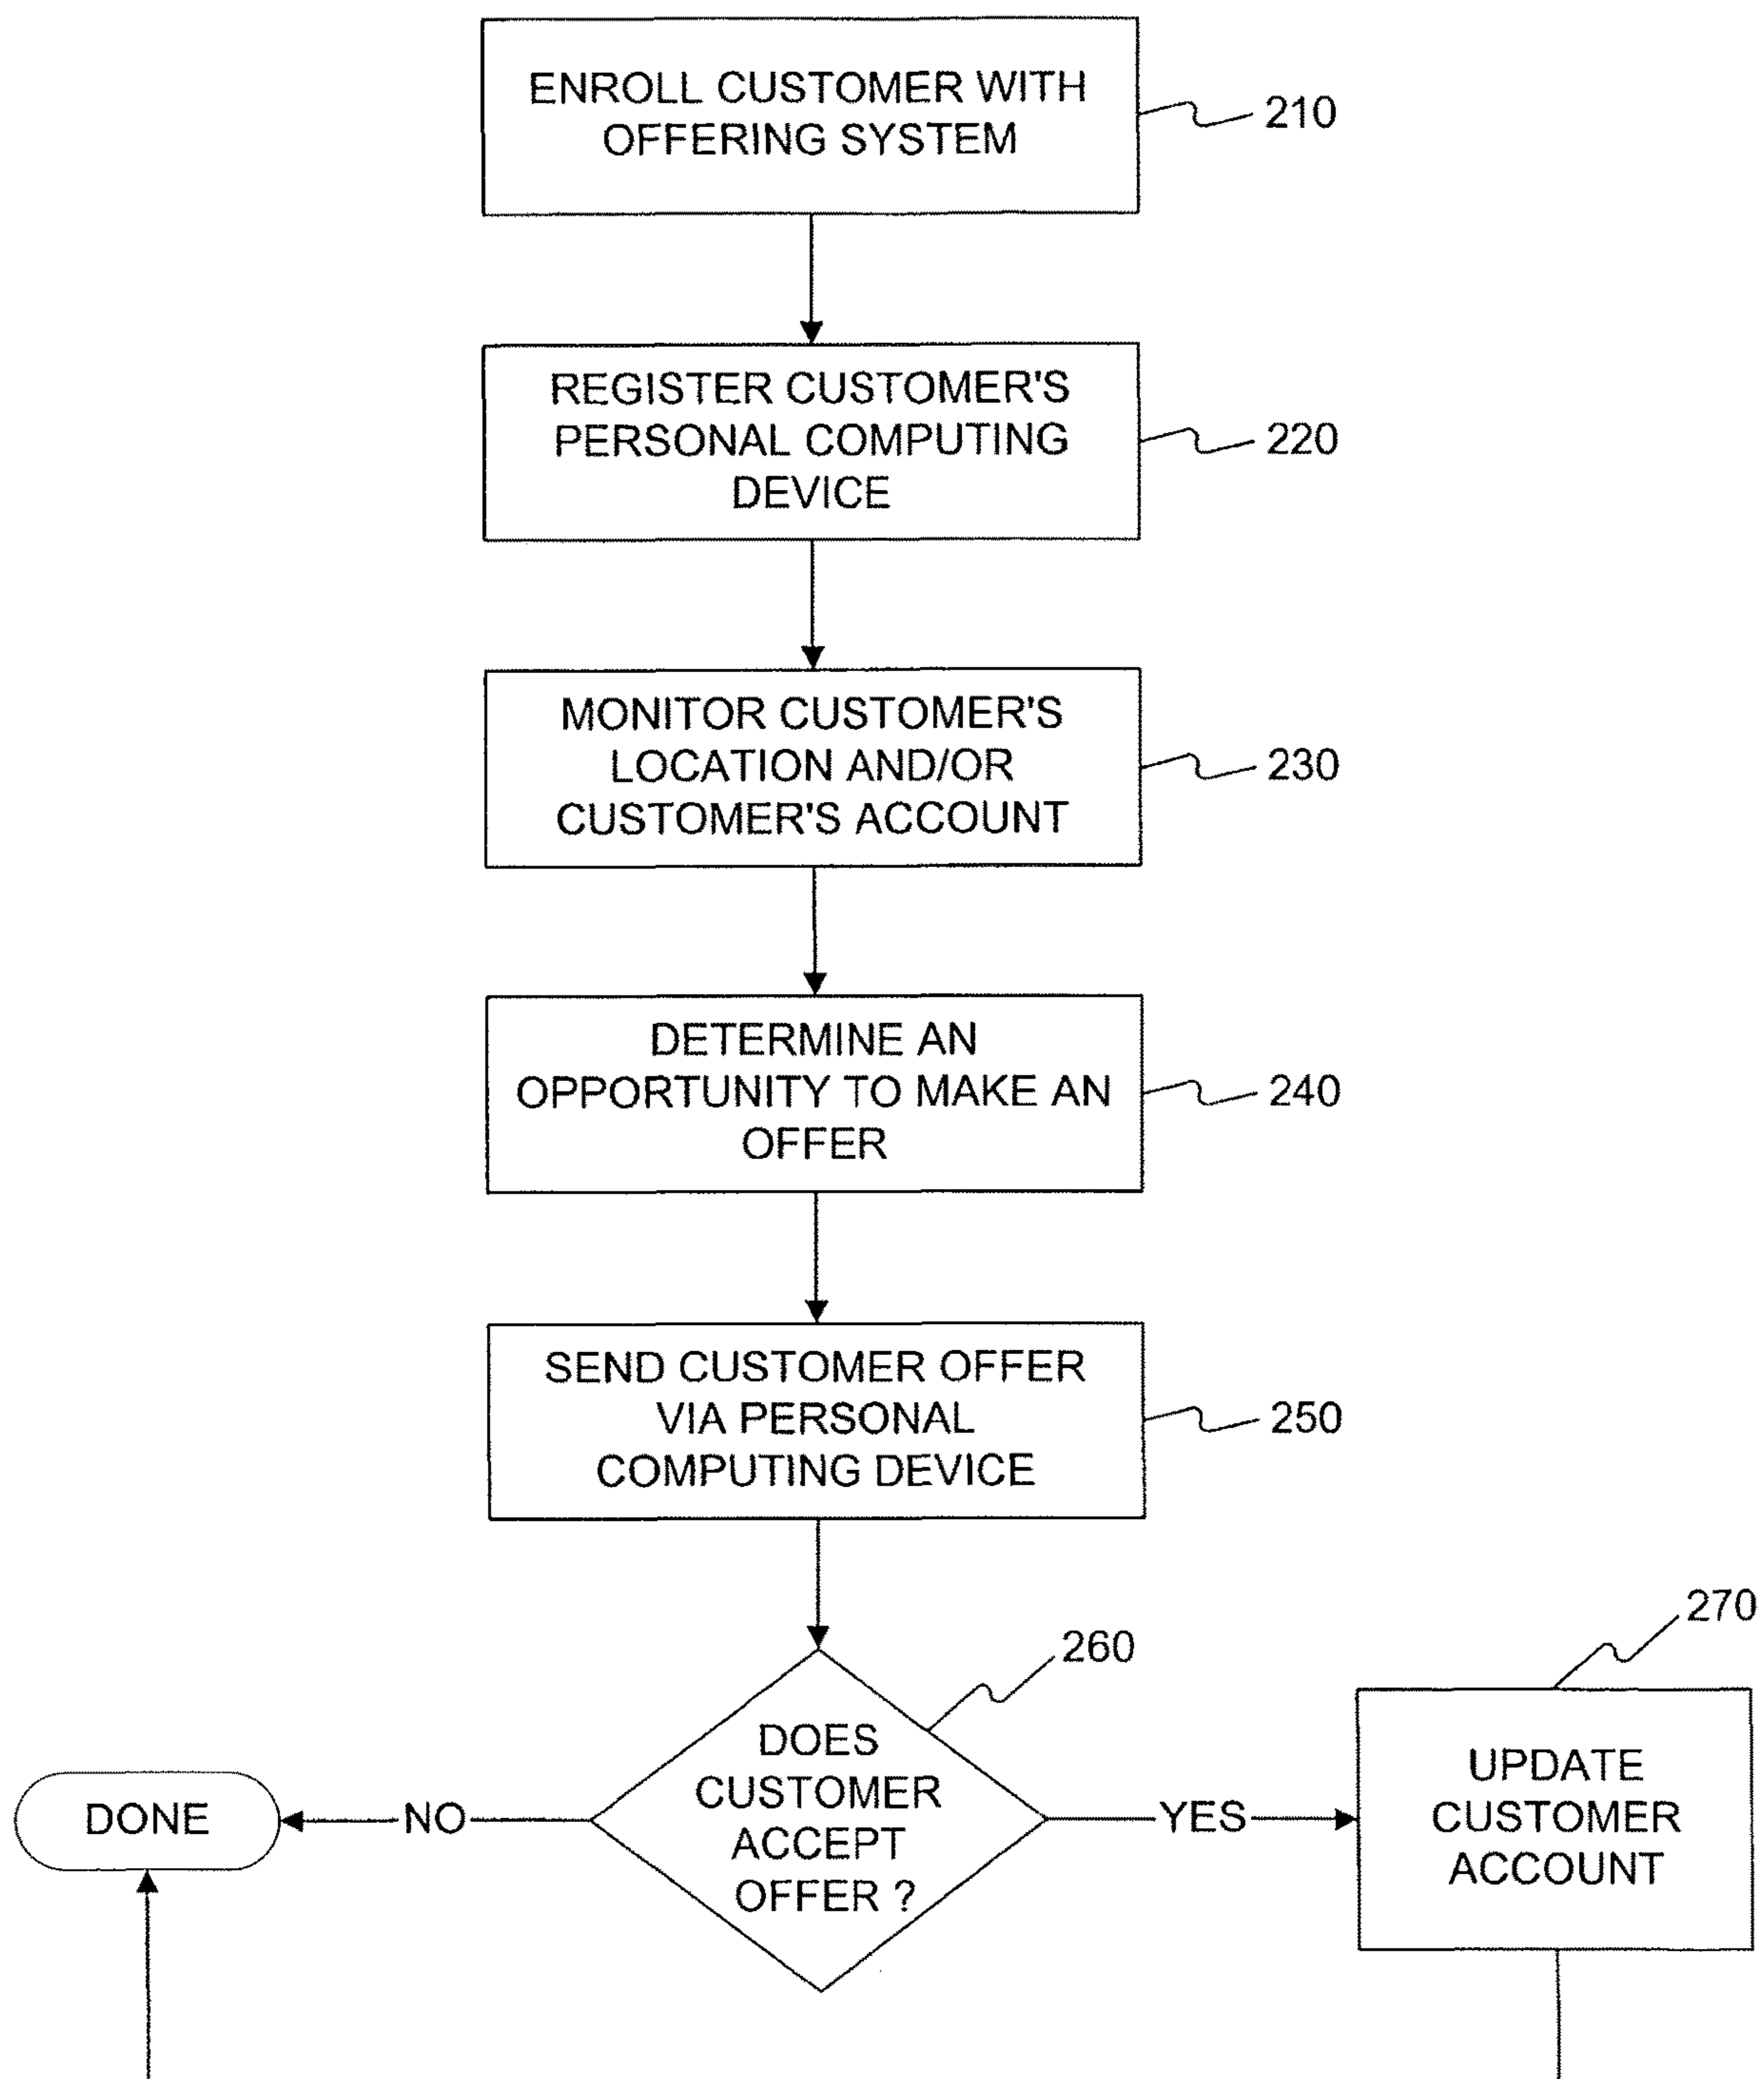 ENROLL CUSTOMER WITH
OFFERING SYSTEM
210
REGISTER CUSTOMER'S
PERSONAL COMPUTING
DEVICE
220
MONITOR CUSTOMER'S
LOCATION AND/OR
CUSTOMER'S ACCOUNT
230
DETERMINE AN
OPPORTUNITY TO MAKE AN
OFFER
240
SEND CUSTOMER OFFER
VIA PERSONAL
COMPUTING DEVICE
250
260
DOES
CUSTOMER
ACCEPT
OFFER ?
NO
DONE
YES
270
UPDATE
CUSTOMER
ACCOUNT